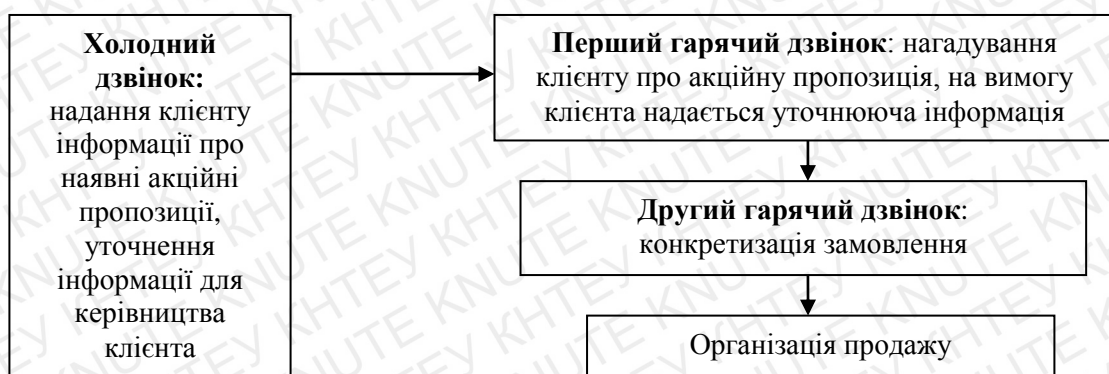 Холодний
дзвінок:
надання клієнту
інформації про
наявні акційні
пропозиції,
уточнення
інформації для
керівництва
клієнта
Перший гарячий дзвінок: нагадування
клієнту про акційну пропозиція, на вимогу
клієнта надається уточнююча інформація
Другий гарячий дзвінок:
конкретизація замовлення
Організація продажу